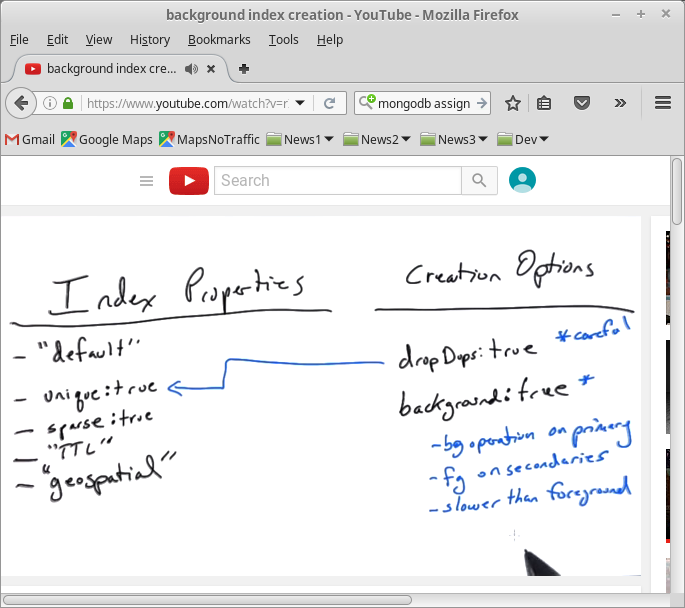 background index creation - YouTube - Mozilla Firefox
File Edit View History Bookmarks Tools Help
background index cre...
https://www.youtube.com/watch?v=r
mongodb assign
Gmail Google Maps MapsNoTraffic News1 News2 News3 Dev
Search
Index Properties
- "default"
- unique:true
- sparse:true
- "TTL"
- "geospatial"
Creation Options
dropDups:true *careful
background:true *
- bg operation on primary
- fg on secondaries
- slower than foreground